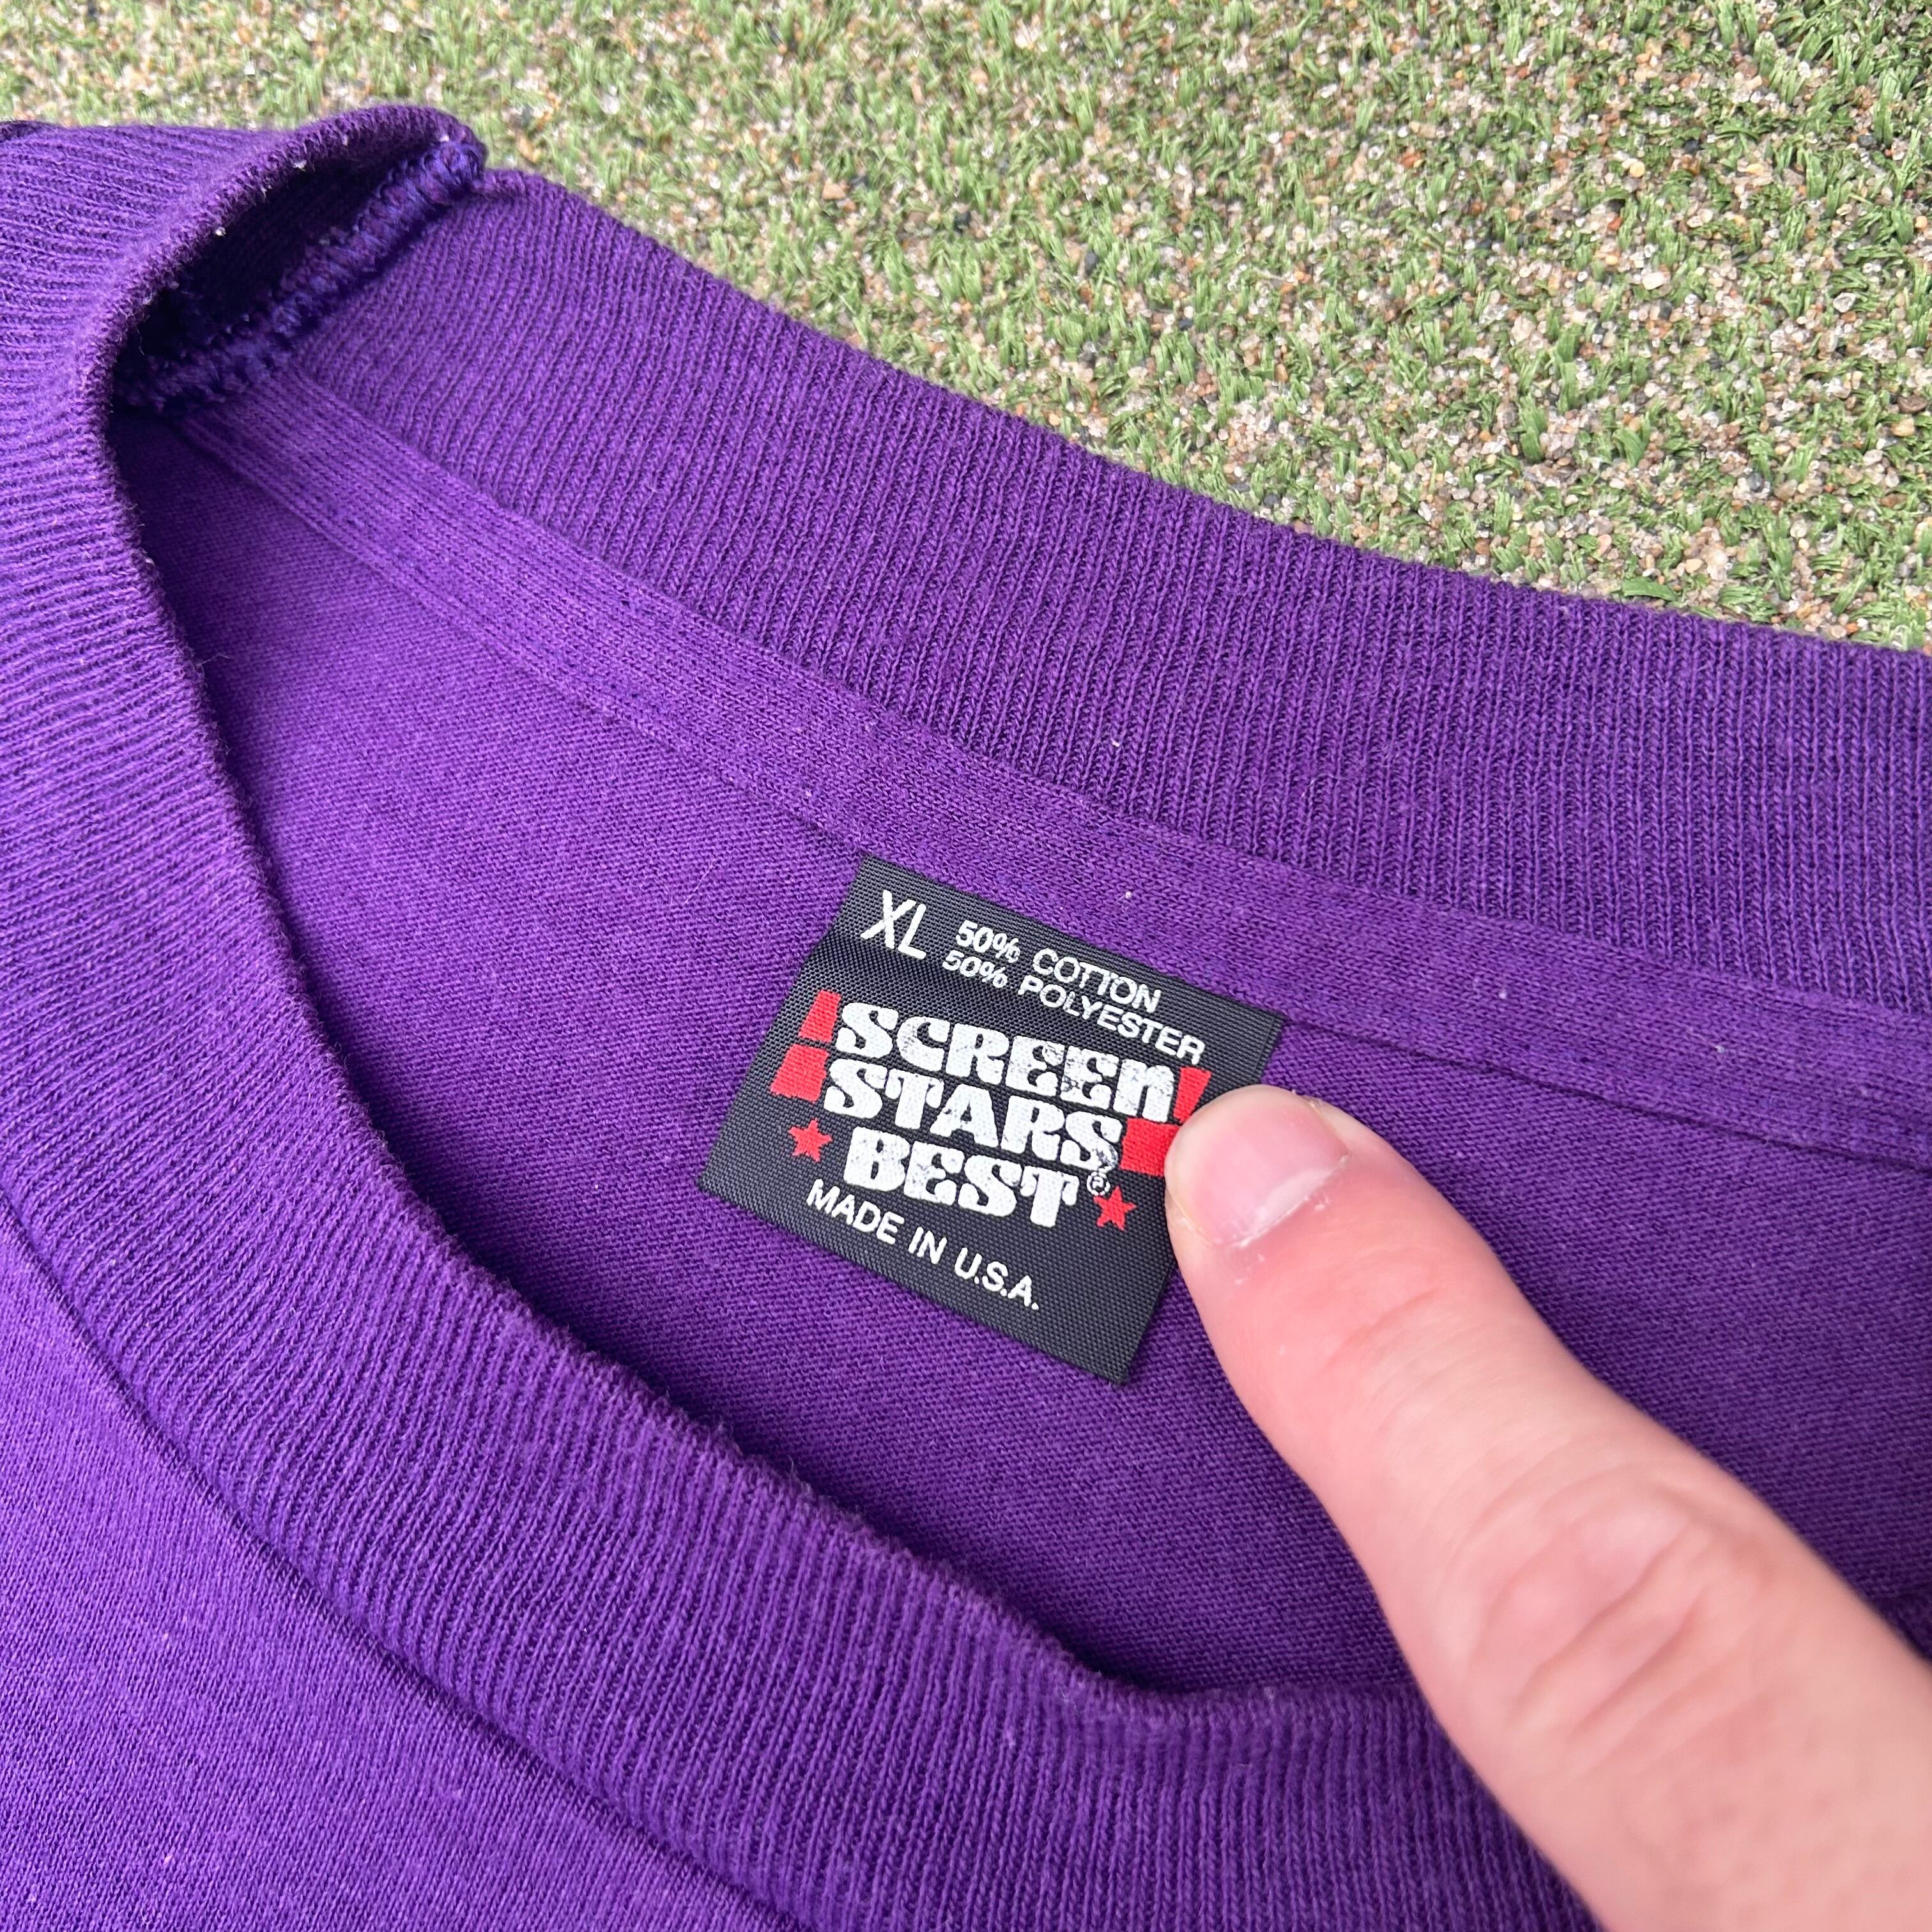 XL 50% COTTON
50% POLYESTER
SCREEN
STARS
BEST®
MADE IN U.S.A.